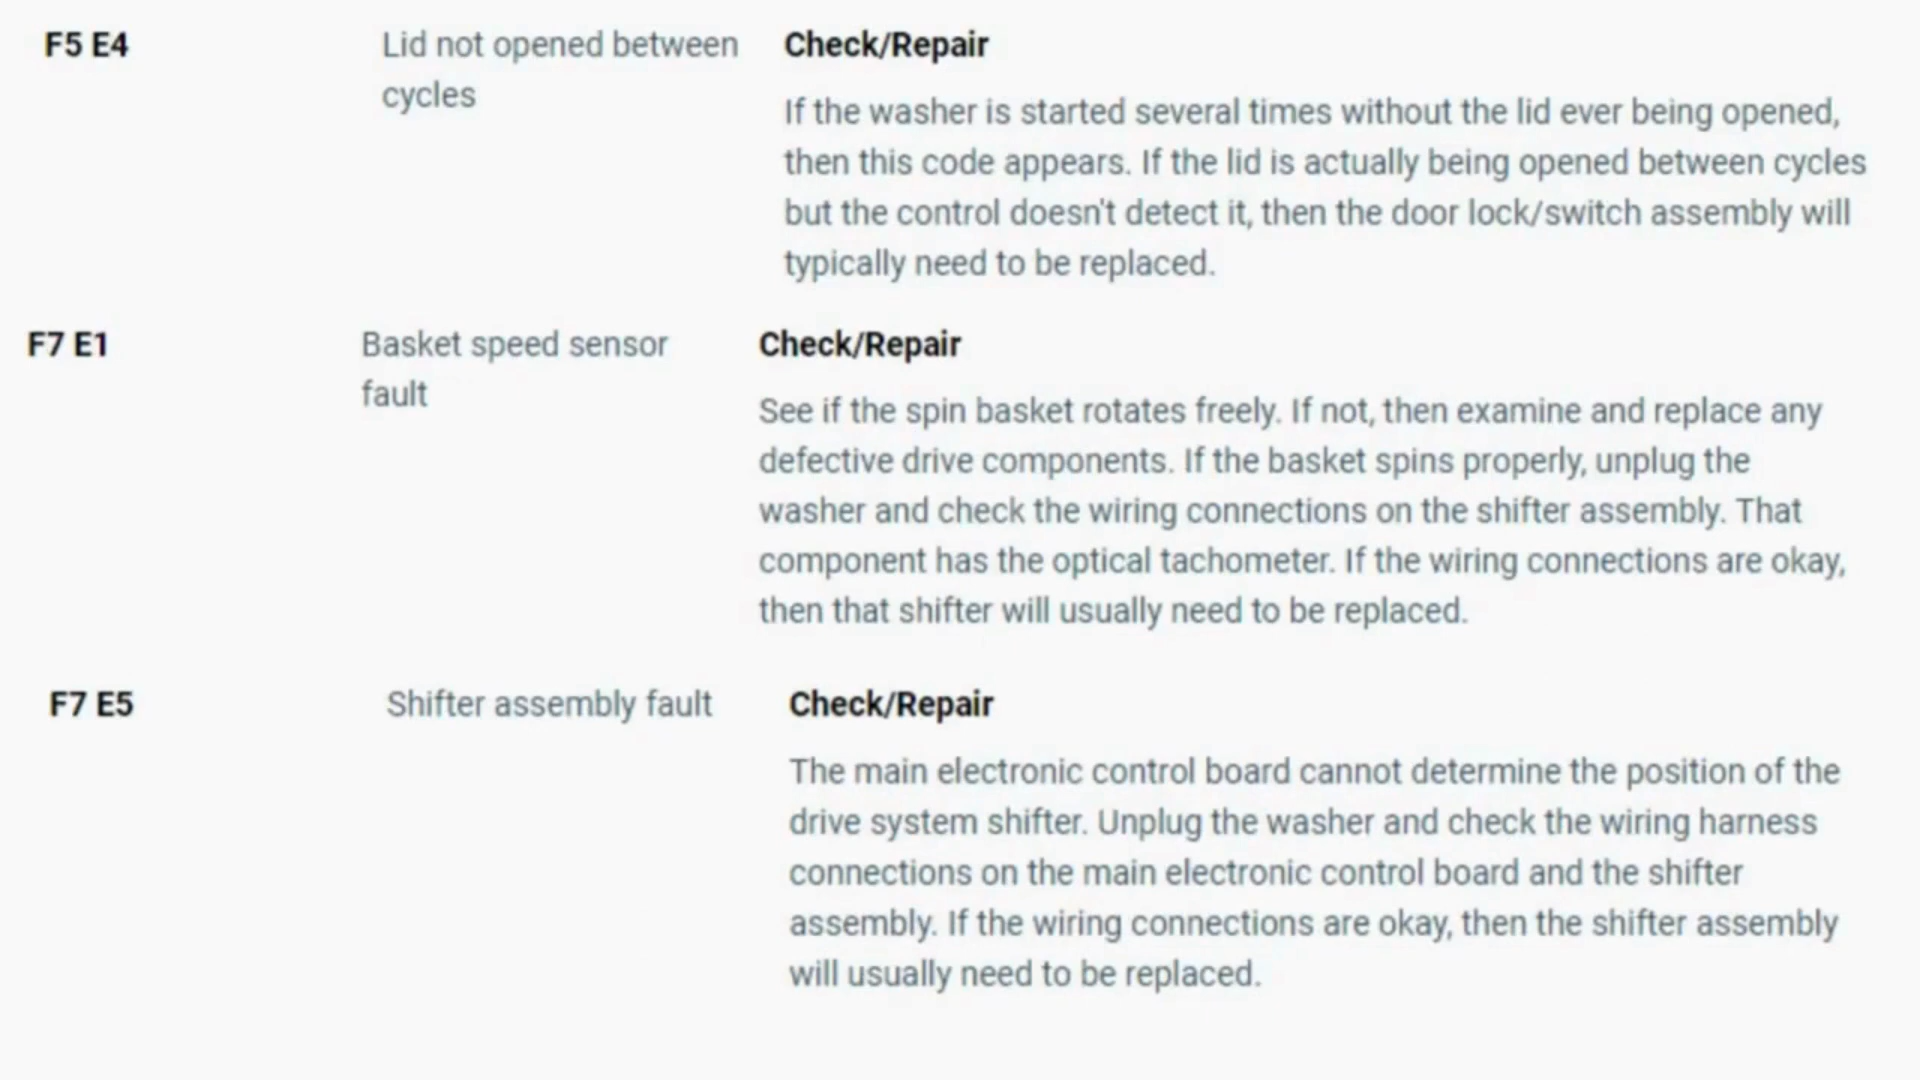 F5 E4
Lid not opened between
cycles
Check/Repair
If the washer is started several times without the lid ever being opened,
then this code appears. If the lid is actually being opened between cycles
but the control doesn't detect it, then the door lock/switch assembly will
typically need to be replaced.
F7 E1
Basket speed sensor
fault
Check/Repair
See if the spin basket rotates freely. If not, then examine and replace any
defective drive components. If the basket spins properly, unplug the
washer and check the wiring connections on the shifter assembly. That
component has the optical tachometer. If the wiring connections are okay,
then that shifter will usually need to be replaced.
F7 E5
Shifter assembly fault
Check/Repair
The main electronic control board cannot determine the position of the
drive system shifter. Unplug the washer and check the wiring harness
connections on the main electronic control board and the shifter
assembly. If the wiring connections are okay, then the shifter assembly
will usually need to be replaced.